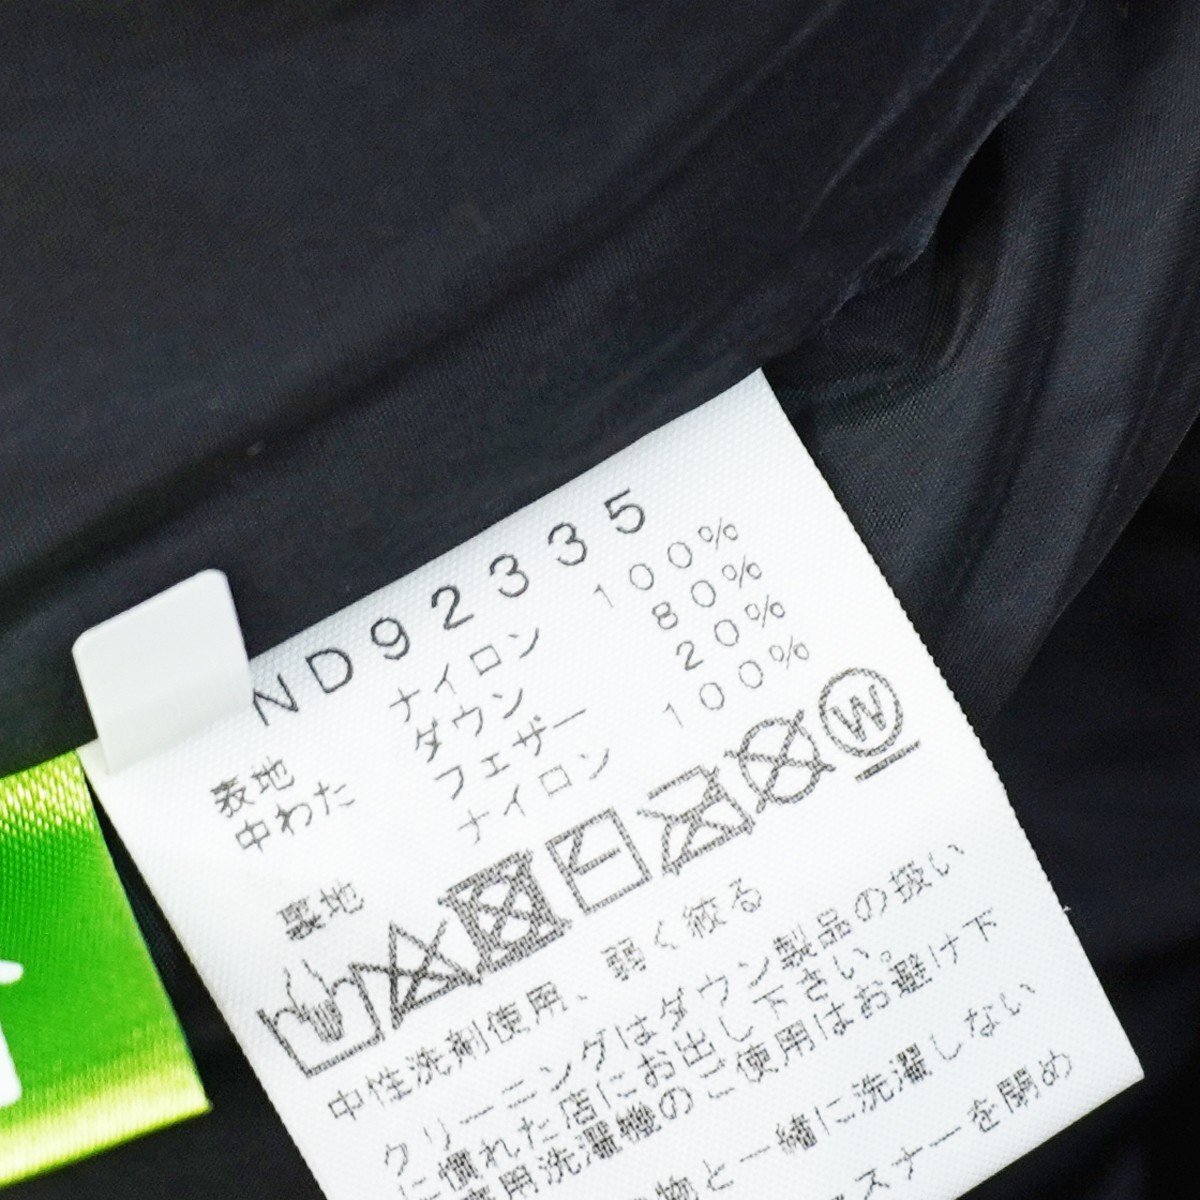 ND92335
表地 ナイロン 100%
中わた ダウン 80%
フェザー 20%
裏地 ナイロン 100%
W
中性洗剤使用、弱く絞る
クリーニングはダウン製品の扱い
に慣れた店にお出し下さい。
専用洗濯機のご使用はお避け下
物と一緒に洗濯しない
スナーを閉め